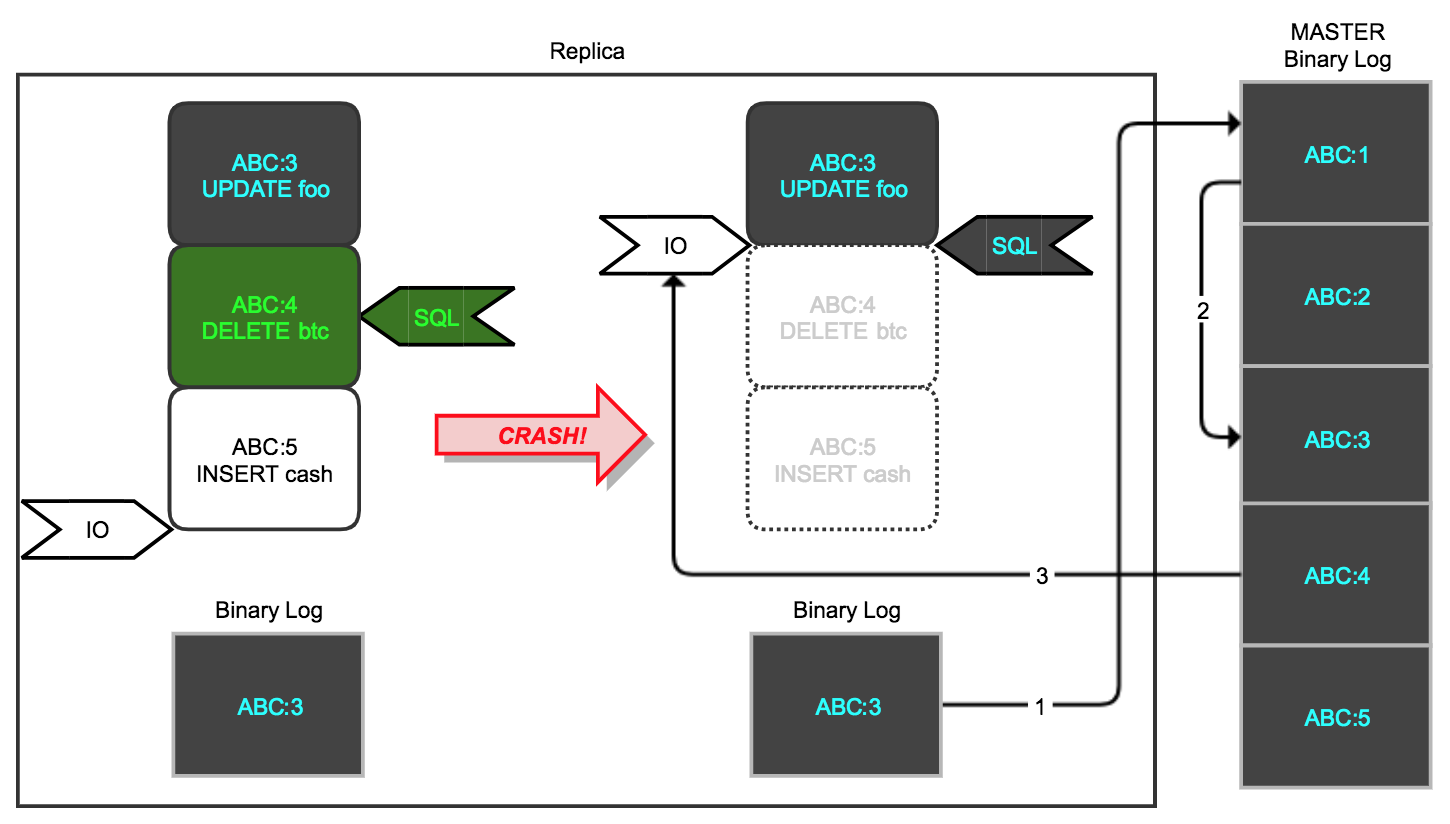 Replica
MASTER
Binary Log
ABC:3
UPDATE foo
ABC:4
DELETE btc
SQL
ABC:5
INSERT cash
IO
Binary Log
ABC:3
CRASH!
ABC:3
UPDATE foo
IO
SQL
ABC:4
DELETE btc
ABC:5
INSERT cash
3
Binary Log
ABC:3
1
2
ABC:1
ABC:2
ABC:3
ABC:4
ABC:5